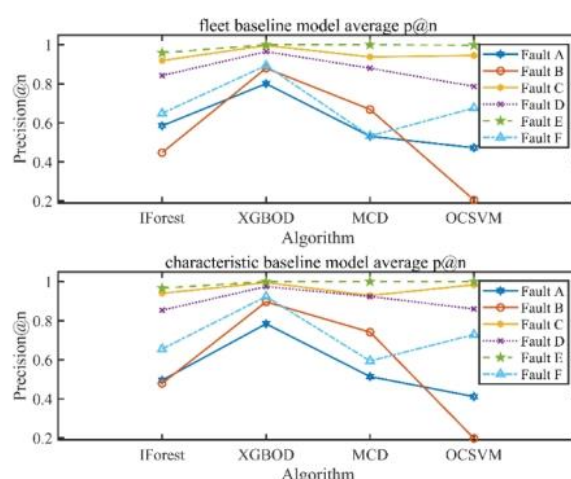 fleet baseline model average p@n
1
0.8
0.6
0.4
0.2
Precision@n
IForest XGBOD MCD OCSVM
Algorithm
Fault A
Fault B
Fault C
Fault D
Fault E
Fault F
characteristic baseline model average p@n
1
0.8
0.6
0.4
0.2
Precision@n
IForest XGBOD MCD OCSVM
Algorithm
Fault A
Fault B
Fault C
Fault D
Fault E
Fault F